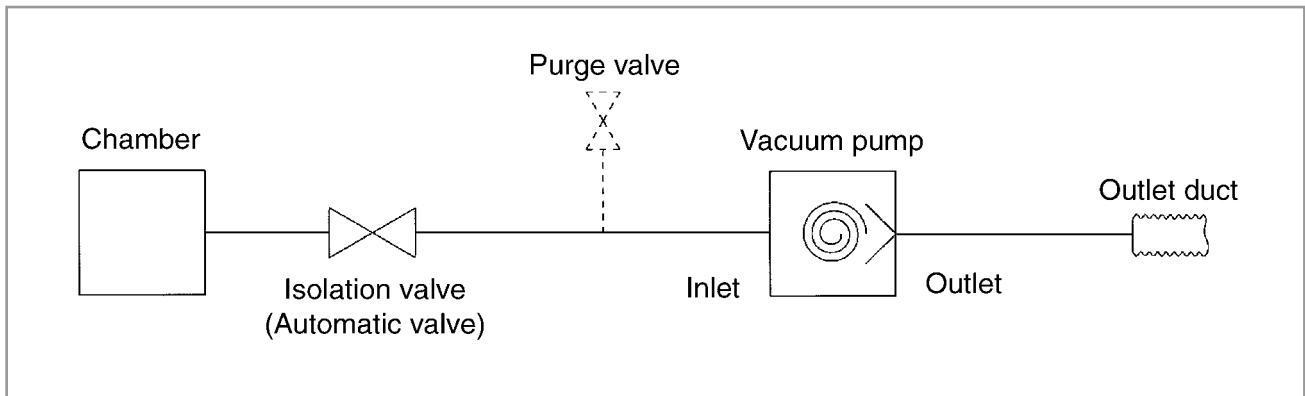 Purge valve
Chamber
Vacuum pump
Outlet duct
Isolation valve
(Automatic valve)
Inlet
Outlet